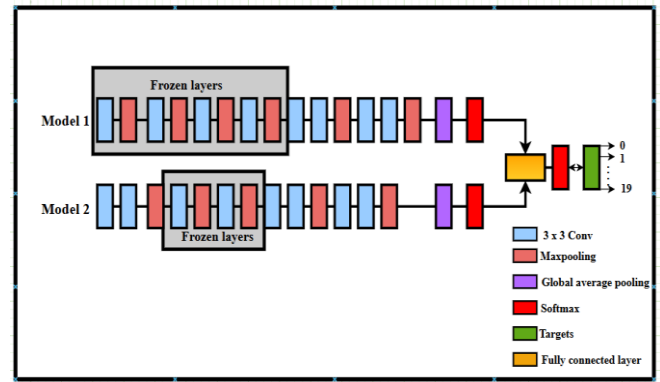 Frozen layers
Model 1
0
1
19
Model 2
Frozen layers
3 x 3 Conv
Maxpooling
Global average pooling
Softmax
Targets
Fully connected layer